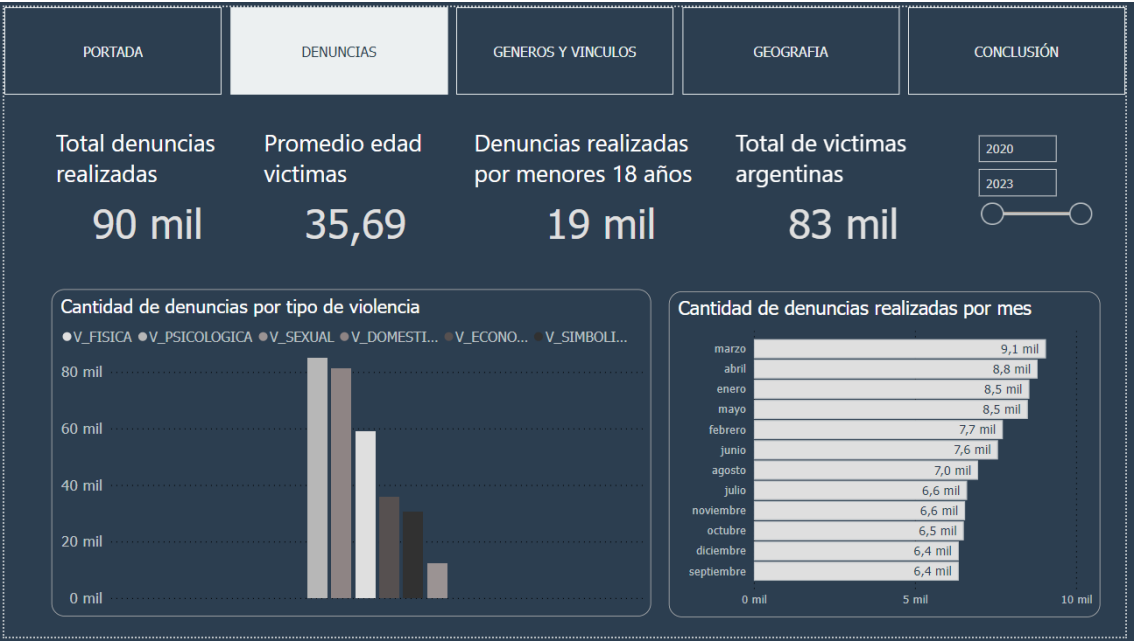 PORTADA
DENUNCIAS
GENEROS Y VINCULOS
GEOGRAFIA
CONCLUSIÓN
Total denuncias
realizadas
90 mil
Promedio edad
victimas
35,69
Denuncias realizadas
por menores 18 años
19 mil
Total de victimas
argentinas
83 mil
2020
2023
Cantidad de denuncias por tipo de violencia
V_FISICA V_PSICOLOGICA V_SEXUAL V_DOMESTI... V_ECONO... V_SIMBOLI...
80 mil
60 mil
40 mil
20 mil
0 mil
Cantidad de denuncias realizadas por mes
marzo 9,1 mil
abril 8,8 mil
enero 8,5 mil
mayo 8,5 mil
febrero 7,7 mil
junio 7,6 mil
agosto 7,0 mil
julio 6,6 mil
noviembre 6,6 mil
octubre 6,5 mil
diciembre 6,4 mil
septiembre 6,4 mil
0 mil 5 mil 10 mil